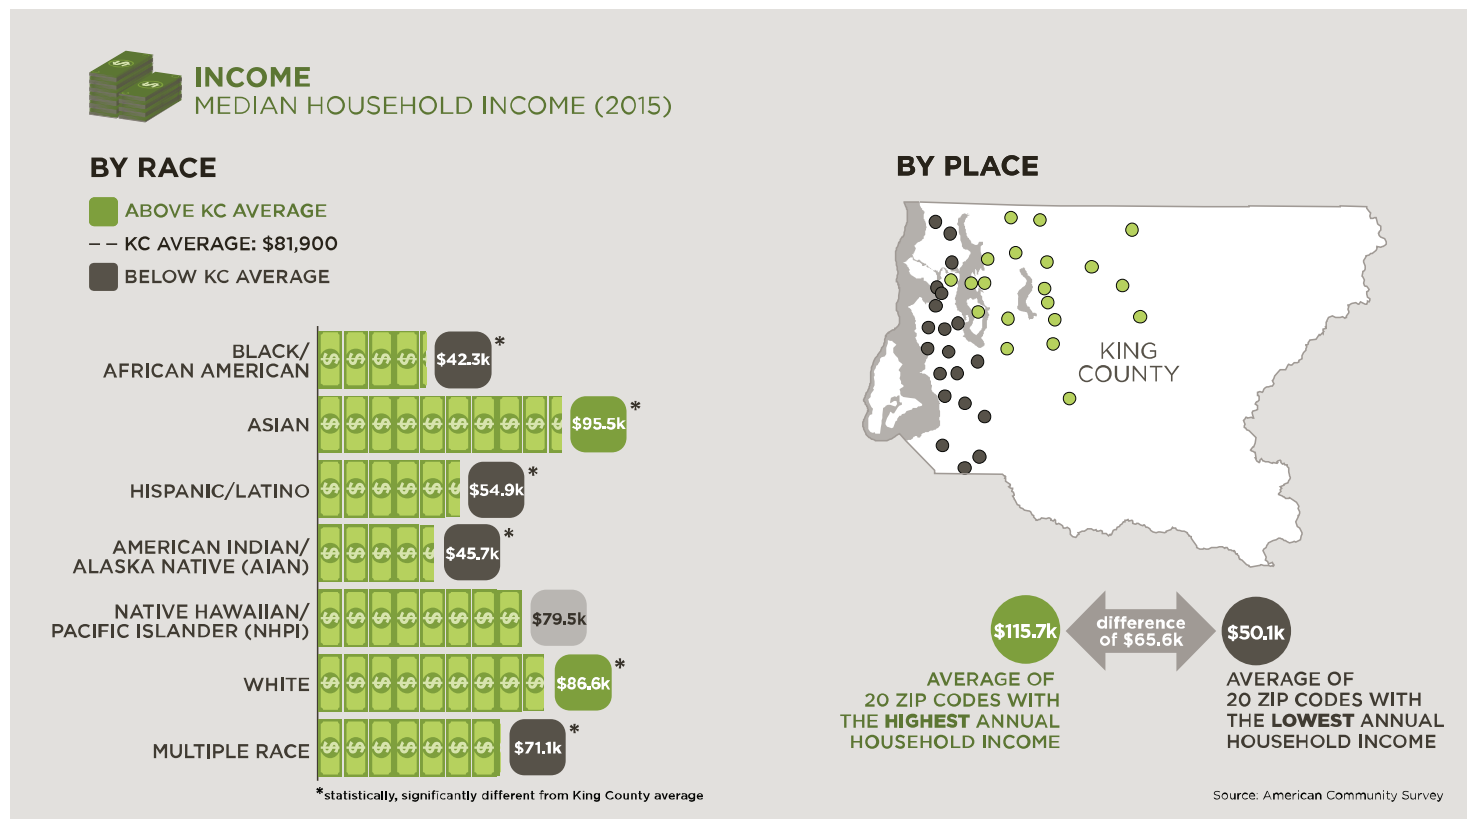 INCOME
MEDIAN HOUSEHOLD INCOME (2015)
BY RACE
ABOVE KC AVERAGE
-- KC AVERAGE: $81,900
BELOW KC AVERAGE
BLACK/
AFRICAN AMERICAN
$42.3k*
ASIAN
$95.5k*
HISPANIC/LATINO
$54.9k*
AMERICAN INDIAN/
ALASKA NATIVE (AIAN)
$45.7k*
NATIVE HAWAIIAN/
PACIFIC ISLANDER (NHPI)
$79.5k
WHITE
$86.6k*
MULTIPLE RACE
$71.1k*
*statistically, significantly different from King County average
BY PLACE
KING
COUNTY
$115.7k
difference
of $65.6k
$50.1k
AVERAGE OF
20 ZIP CODES WITH
THE HIGHEST ANNUAL
HOUSEHOLD INCOME
AVERAGE OF
20 ZIP CODES WITH
THE LOWEST ANNUAL
HOUSEHOLD INCOME
Source: American Community Survey